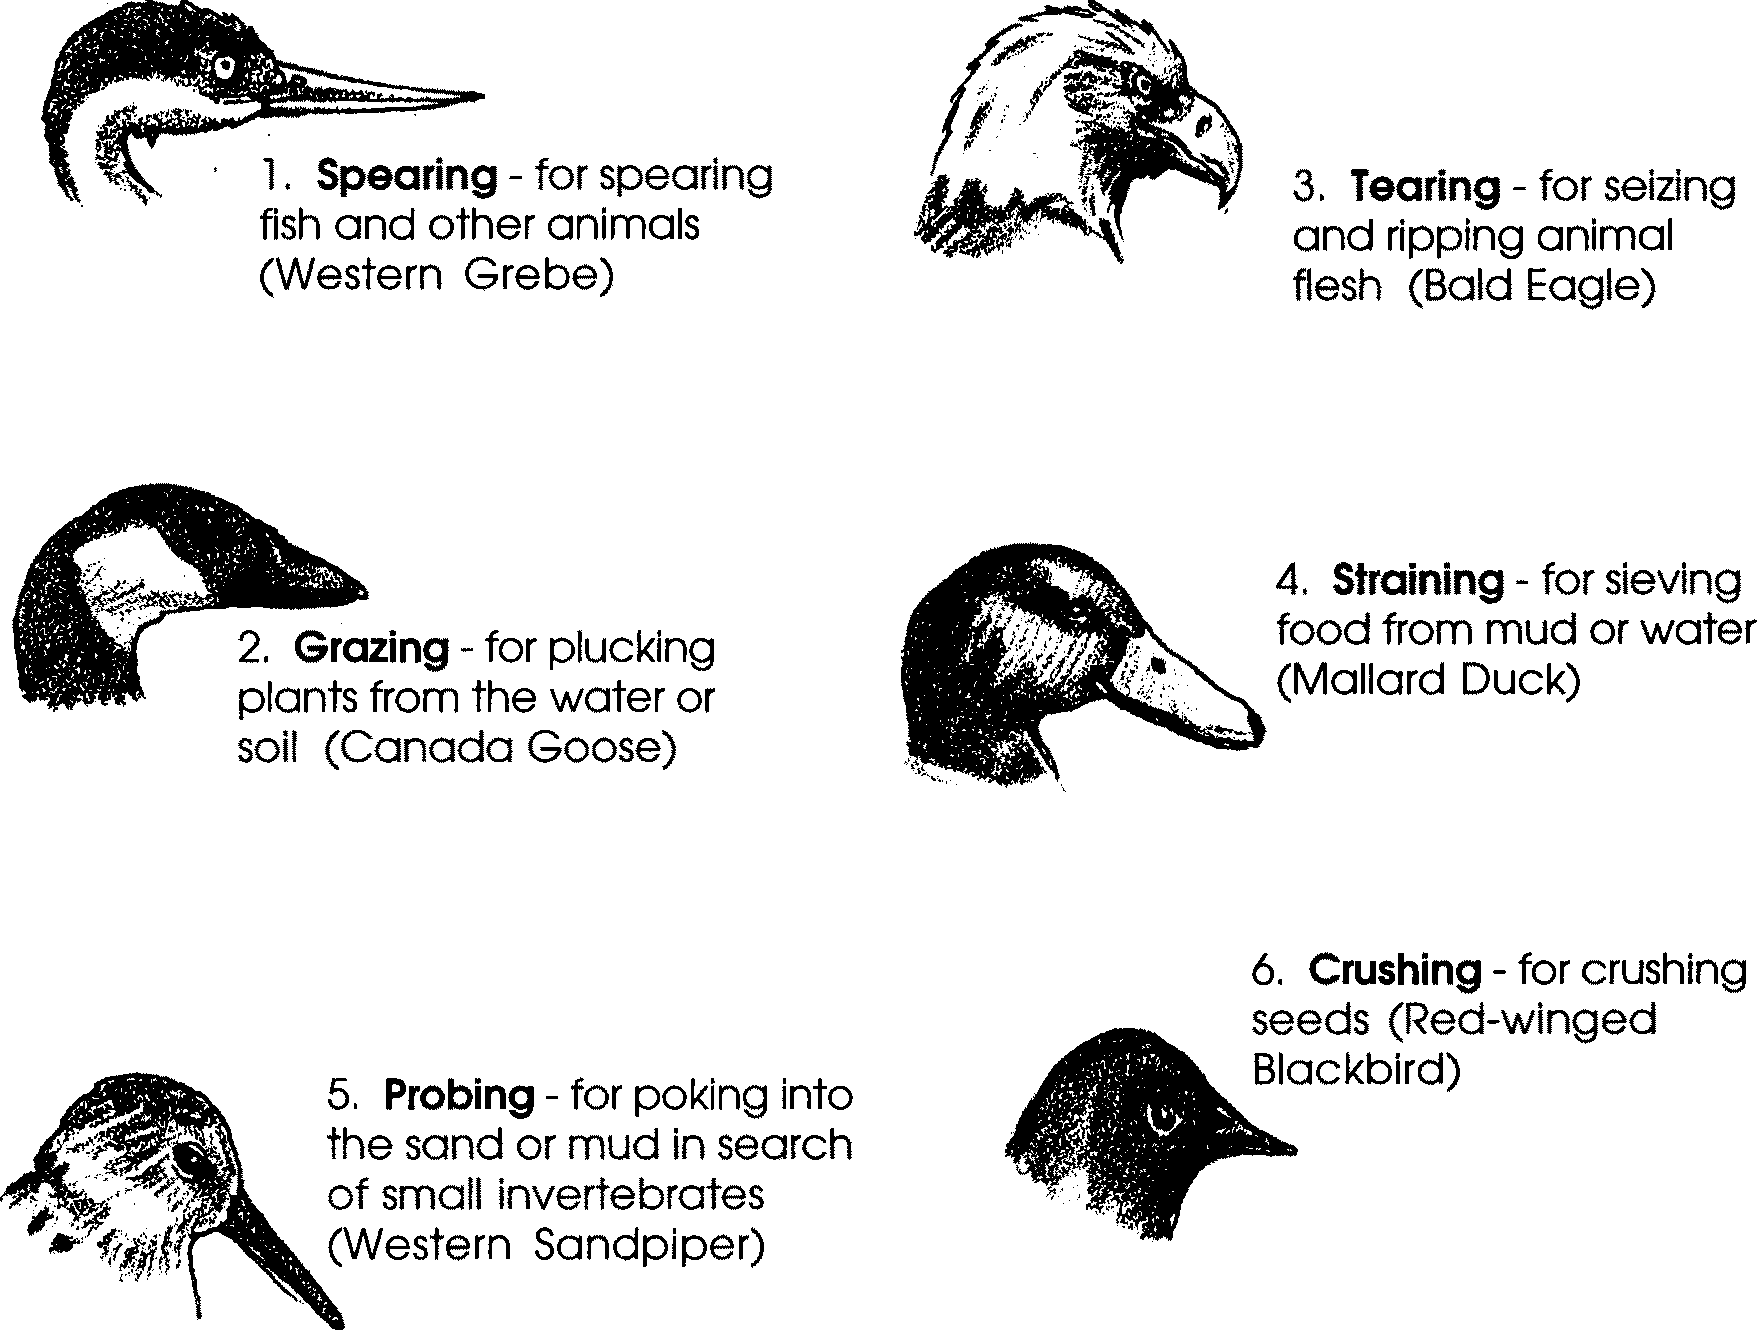 1. Spearing - for spearing
fish and other animals
(Western Grebe)
2. Grazing - for plucking
plants from the water or
soil (Canada Goose)
3. Tearing - for seizing
and ripping animal
flesh (Bald Eagle)
4. Straining - for sieving
food from mud or water
(Mallard Duck)
5. Probing - for poking into
the sand or mud in search
of small invertebrates
(Western Sandpiper)
6. Crushing - for crushing
seeds (Red-winged
Blackbird)